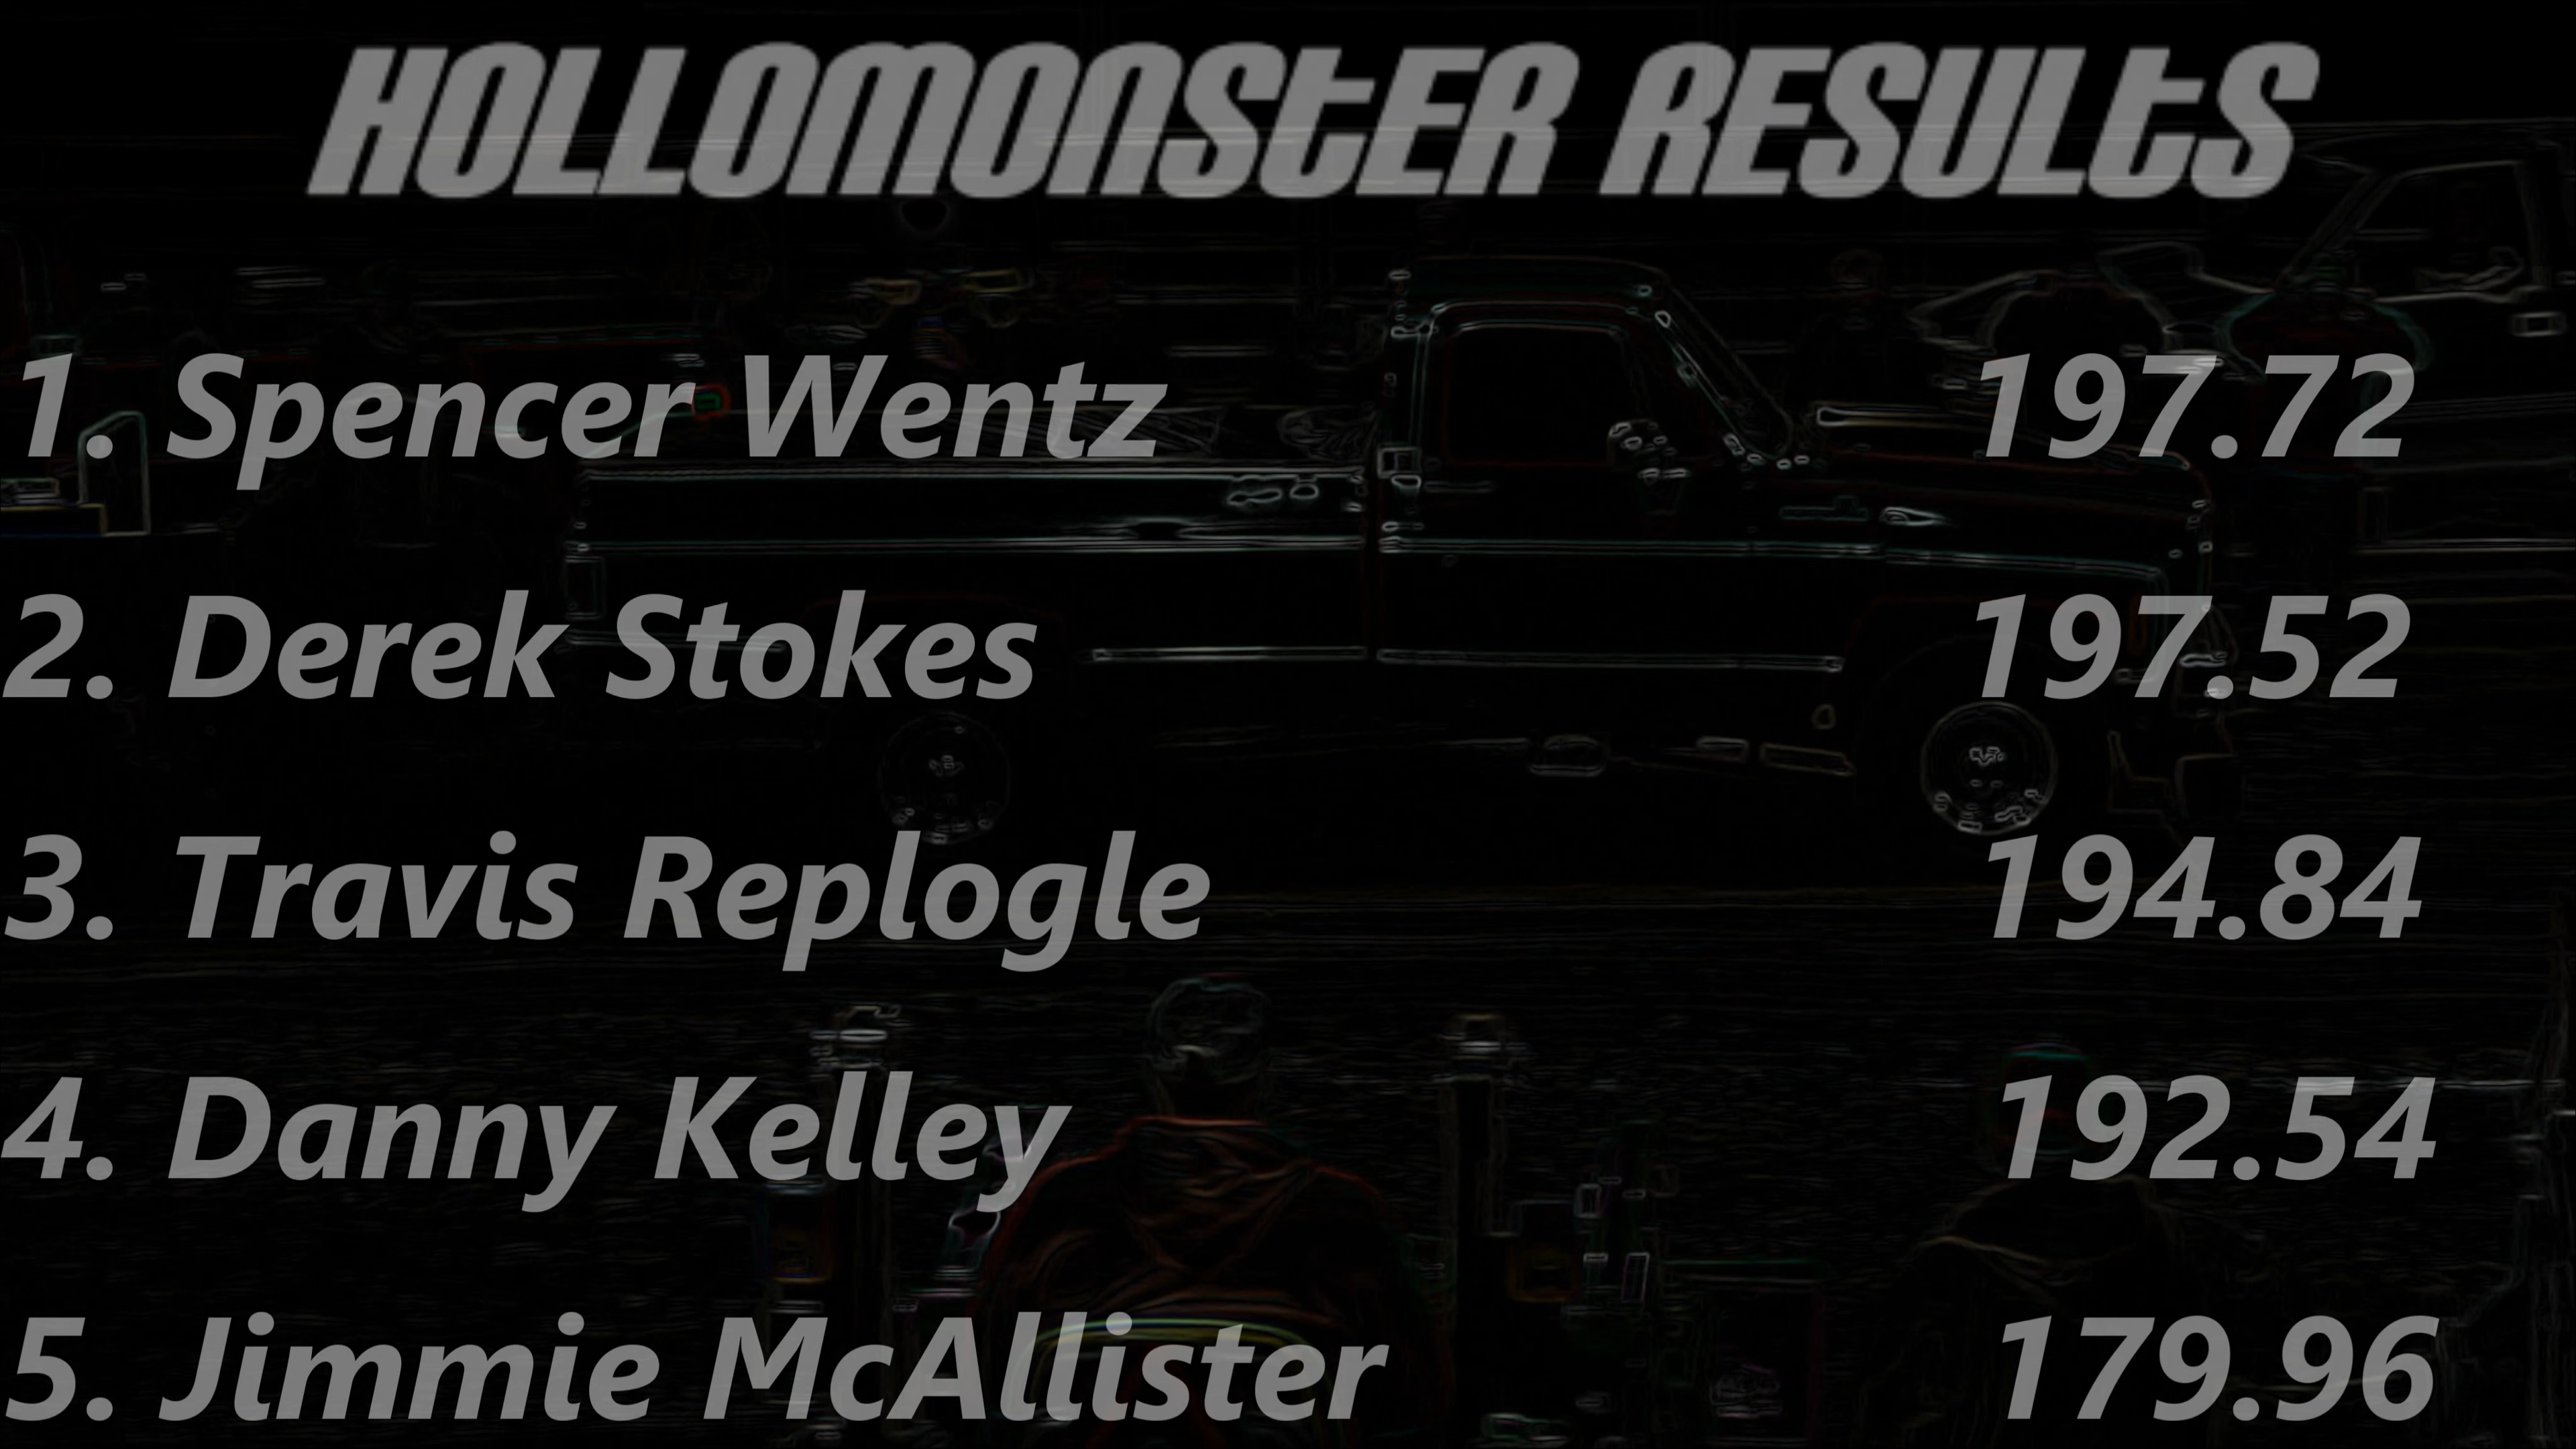 HOLLOMONSTER RESULTS
1. Spencer Wentz 197.72
2. Derek Stokes 197.52
3. Travis Replogle 194.84
4. Danny Kelley 192.54
5. Jimmie McAllister 179.96